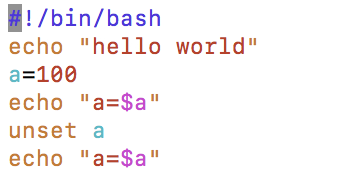 #!/bin/bash
echo "hello world"
a=100
echo "a=$a"
unset a
echo "a=$a"